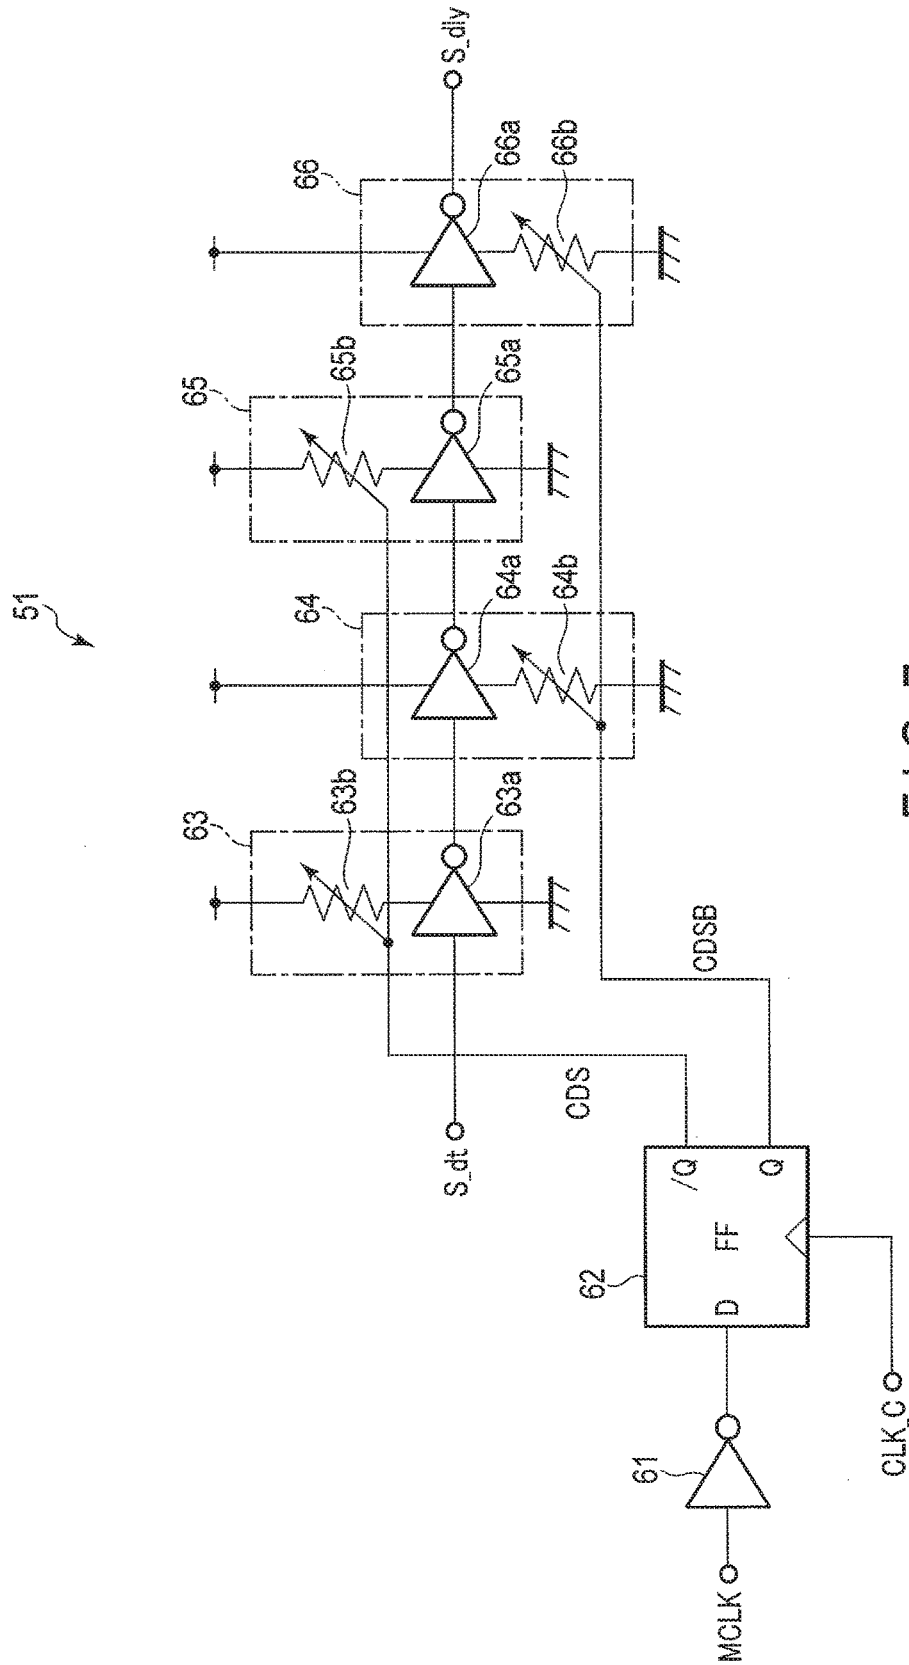 51
63
63b
63a
64
64a
64b
65
65b
65a
66
66a
66b
S_dt
S_dly
CDS
CDSB
62
D
FF
/Q
Q
61
MCLK
CLK_C